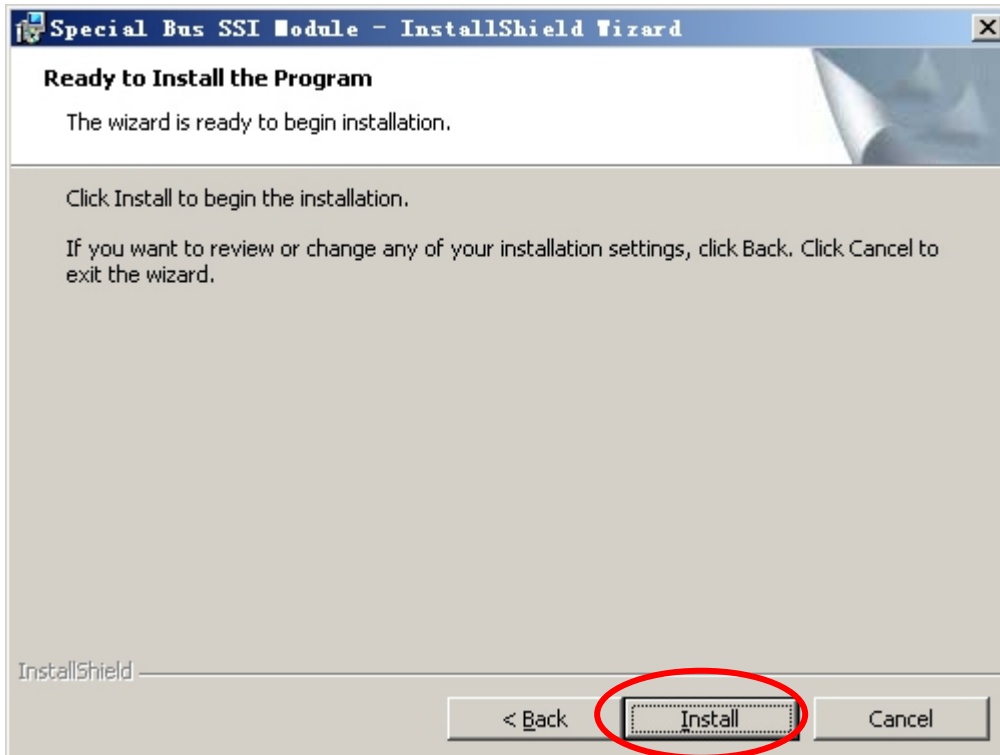 Special Bus SSI Module - InstallShield Wizard
Ready to Install the Program
The wizard is ready to begin installation.
Click Install to begin the installation.
If you want to review or change any of your installation settings, click Back. Click Cancel to
exit the wizard.
InstallShield
< Back
Install
Cancel